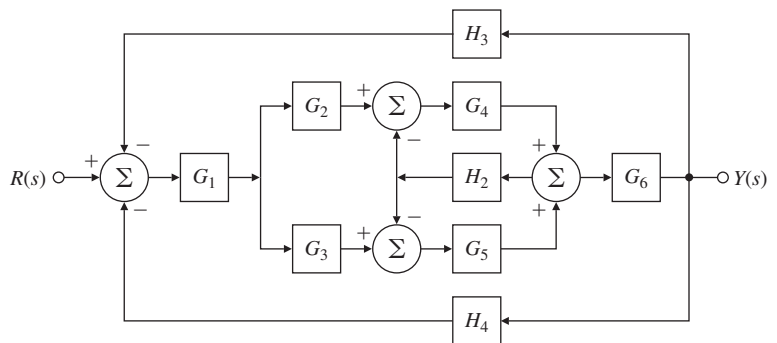 H₃
+ G₂ Σ G₄
− − +
R(s) + Σ G₁ H₂ Σ G₆ Y(s)
− − +
G₃ + Σ G₅
H₄